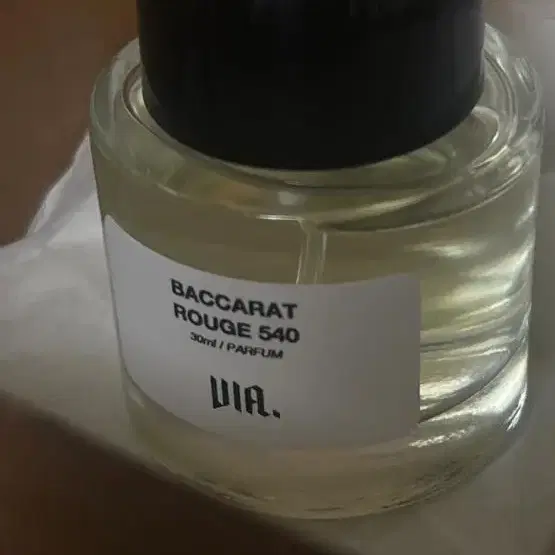 BACCARAT
ROUGE 540
30ml / PARFUM
VIA.